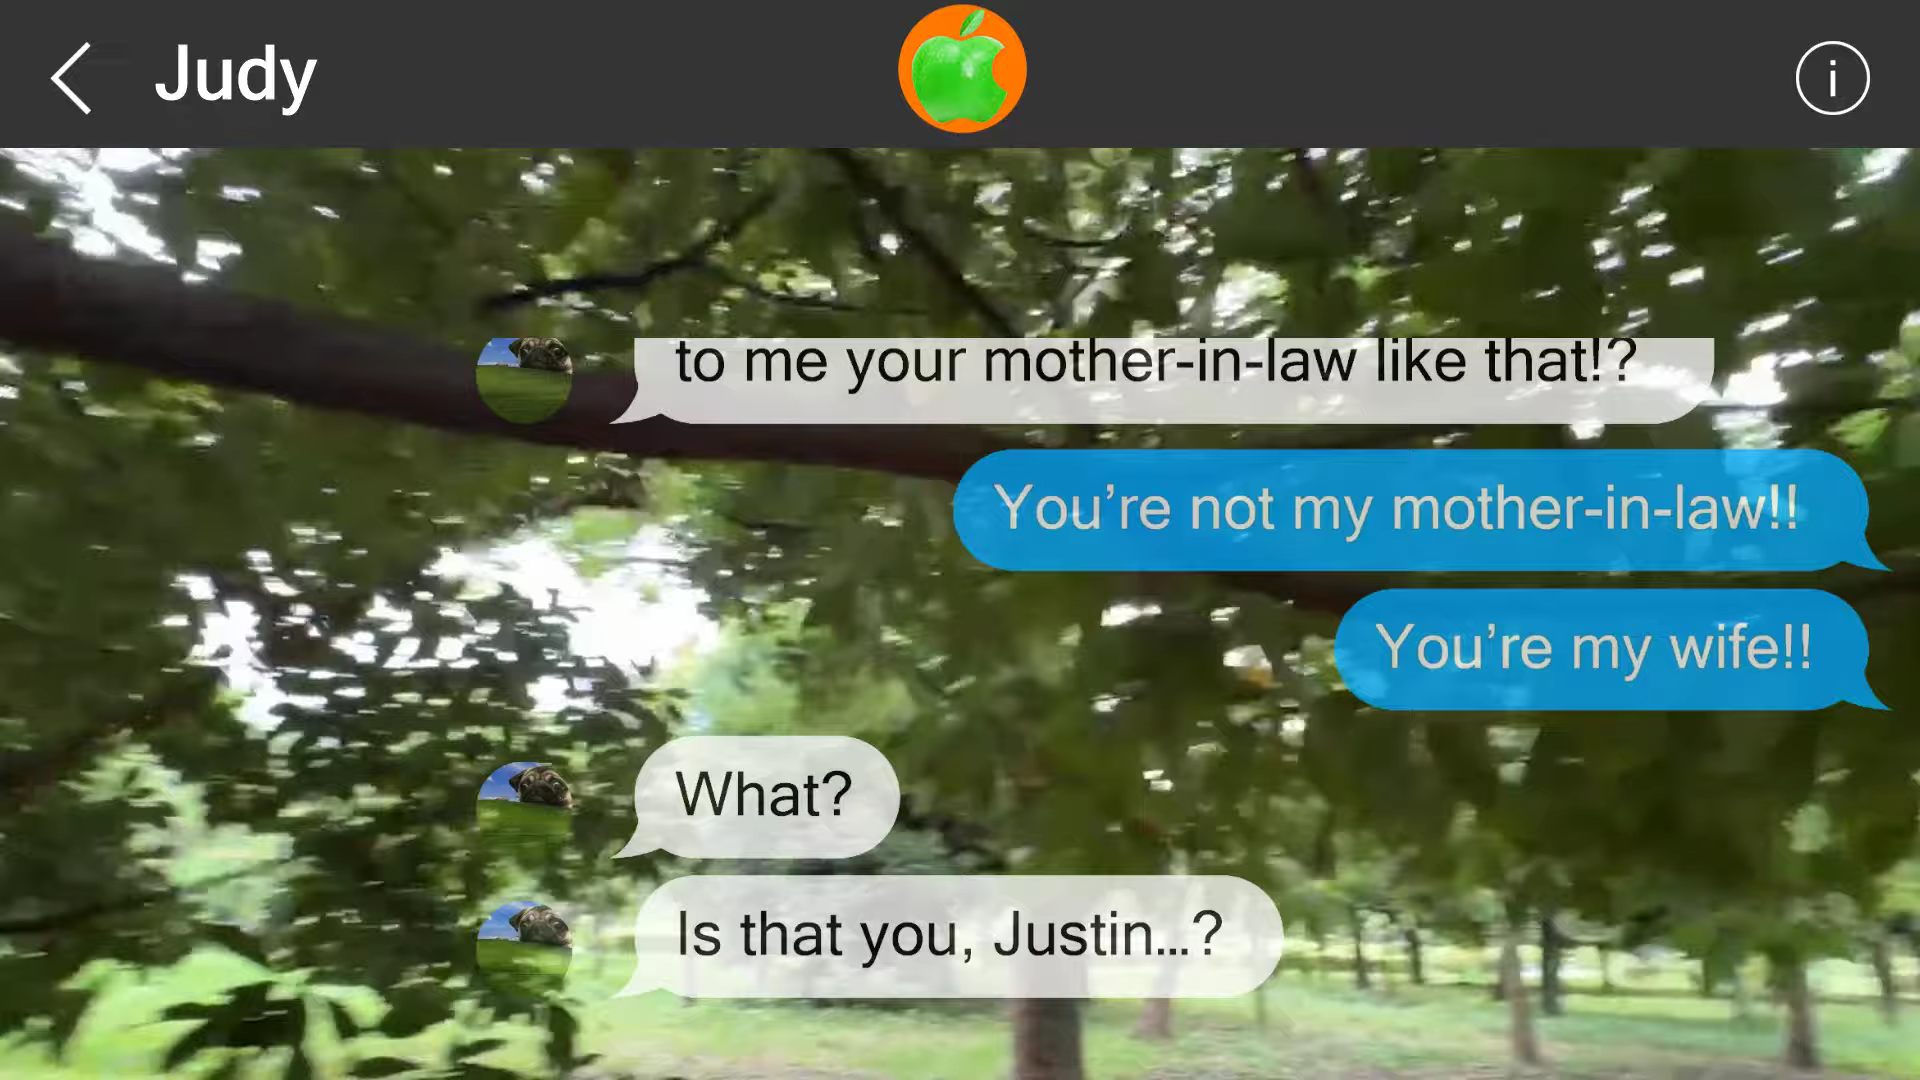 Judy
to me your mother-in-law like that!?
You’re not my mother-in-law!!
You’re my wife!!
What?
Is that you, Justin...?